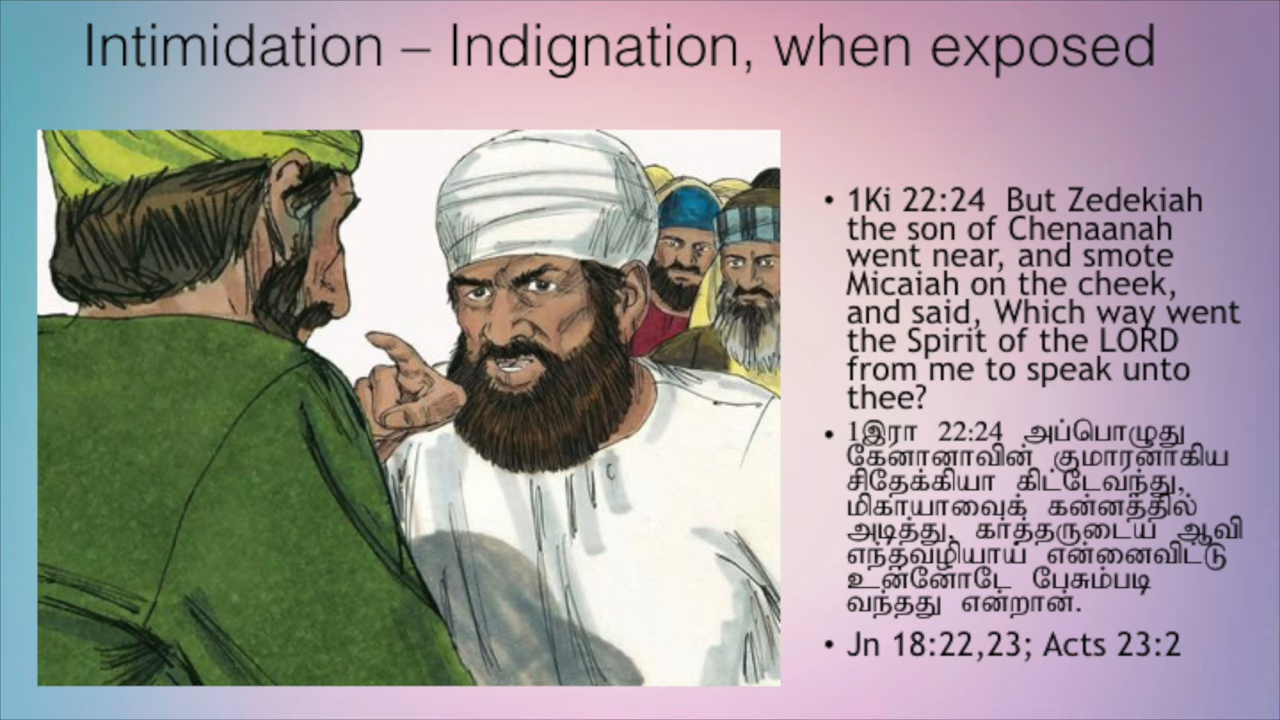 Intimidation – Indignation, when exposed
• 1Ki 22:24 But Zedekiah
the son of Chenaanah
went near, and smote
Micaiah on the cheek,
and said, Which way went
the Spirit of the LORD
from me to speak unto
thee?
• 1இரா 22:24 அப்பொழுது
கேனானாவின் குமாரனாகிய
சிதேக்கியா கிட்டேவந்து,
மிகாயாவைக் கன்னத்தில்
அடித்து, கர்த்தருடைய ஆவி
எந்தவழியாய் என்னைவிட்டு
உன்னோடே பேசும்படி
வந்தது என்றான்.
• Jn 18:22,23; Acts 23:2